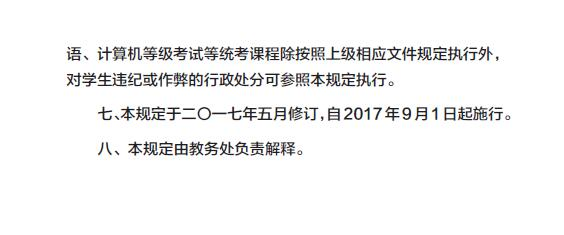 语、计算机等级考试等统考课程除按照上级相应文件规定执行外，
对学生违纪或作弊的行政处分可参照本规定执行。
七、本规定于二〇一七年五月修订，自2017年9月1日起施行。
八、本规定由教务处负责解释。